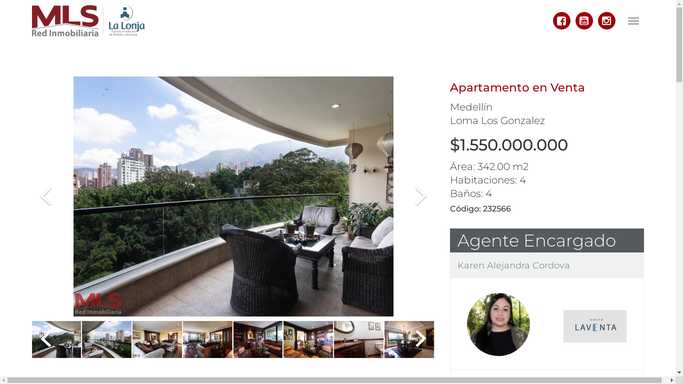 MLS
Red Inmobiliaria
La Lonja
Apartamento en Venta
Medellín
Loma Los Gonzalez
$1.550.000.000
Área: 342.00 m2
Habitaciones: 4
Baños: 4
Código: 232566
MLS
Red Inmobiliaria
Agente Encargado
Karen Alejandra Cordova
LAVENTA